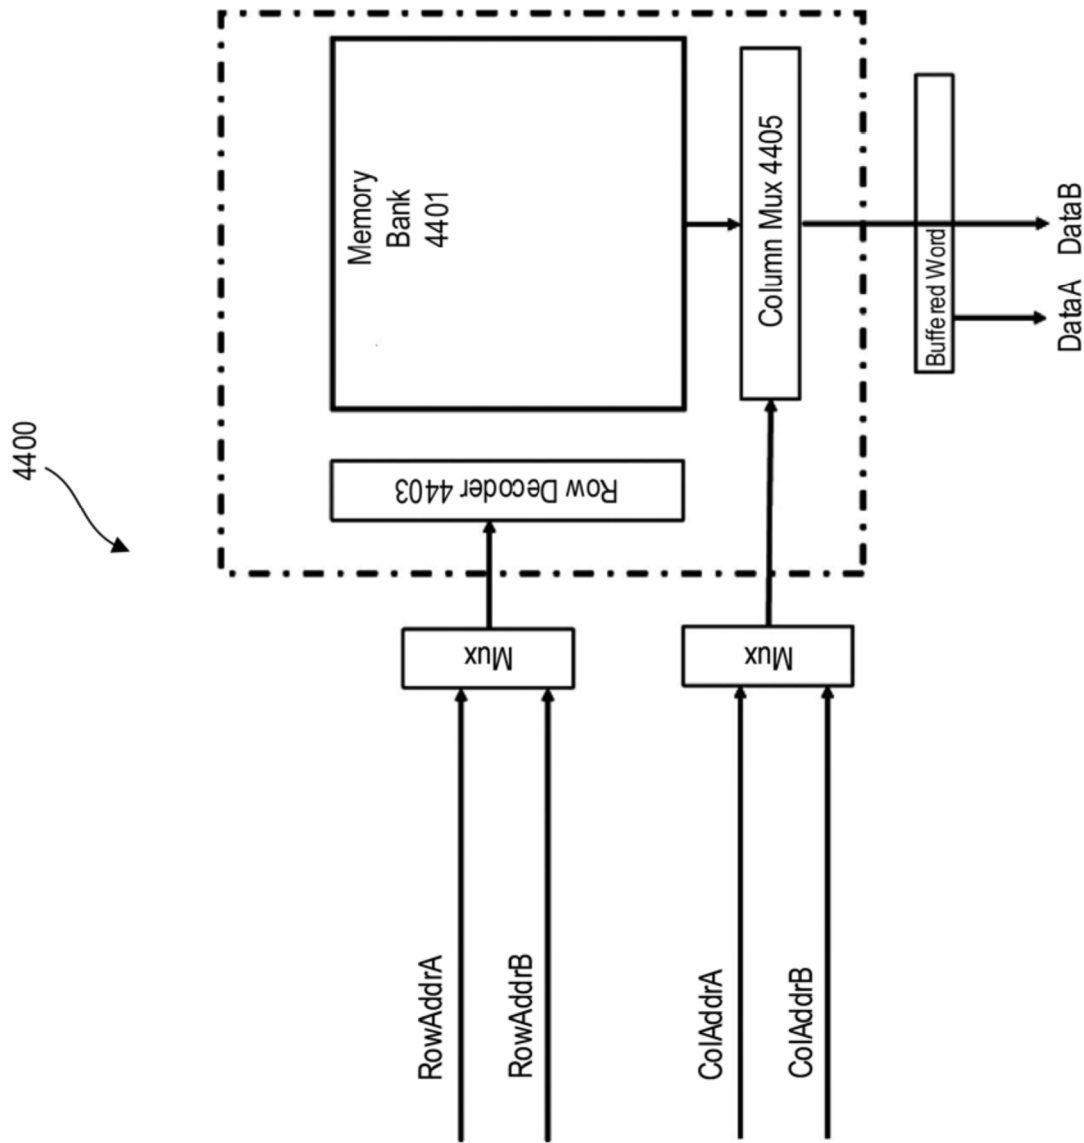 4400
Memory
Bank
4401
Column Mux 4405
Row Decoder 4403
Buffered Word
DataA
DataB
Mux
Mux
RowAddrA
RowAddrB
ColAddrA
ColAddrB